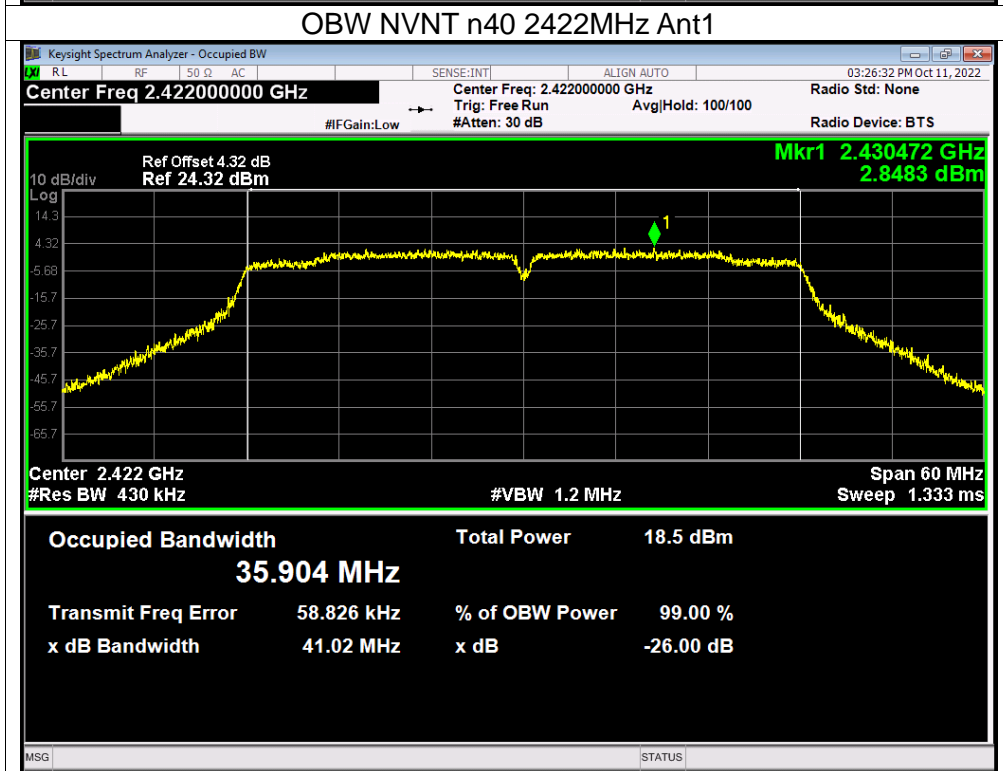 OBW NVNT n40 2422MHz Ant1
Keysight Spectrum Analyzer - Occupied BW
LXI RL RF 50 Ω AC SENSE:INT ALIGN AUTO 03:26:32 PM Oct 11, 2022
Center Freq 2.422000000 GHz Center Freq: 2.422000000 GHz Radio Std: None
Trig: Free Run Avg|Hold: 100/100
#IFGain:Low #Atten: 30 dB Radio Device: BTS
Mkr1 2.430472 GHz
2.8483 dBm
Ref Offset 4.32 dB
10 dB/div Ref 24.32 dBm
Log
14.3
1
4.32
-5.68
-15.7
-25.7
-35.7
-45.7
-55.7
-65.7
Center 2.422 GHz Span 60 MHz
#Res BW 430 kHz #VBW 1.2 MHz Sweep 1.333 ms
Occupied Bandwidth Total Power 18.5 dBm
35.904 MHz
Transmit Freq Error 58.826 kHz % of OBW Power 99.00 %
x dB Bandwidth 41.02 MHz x dB -26.00 dB
MSG STATUS